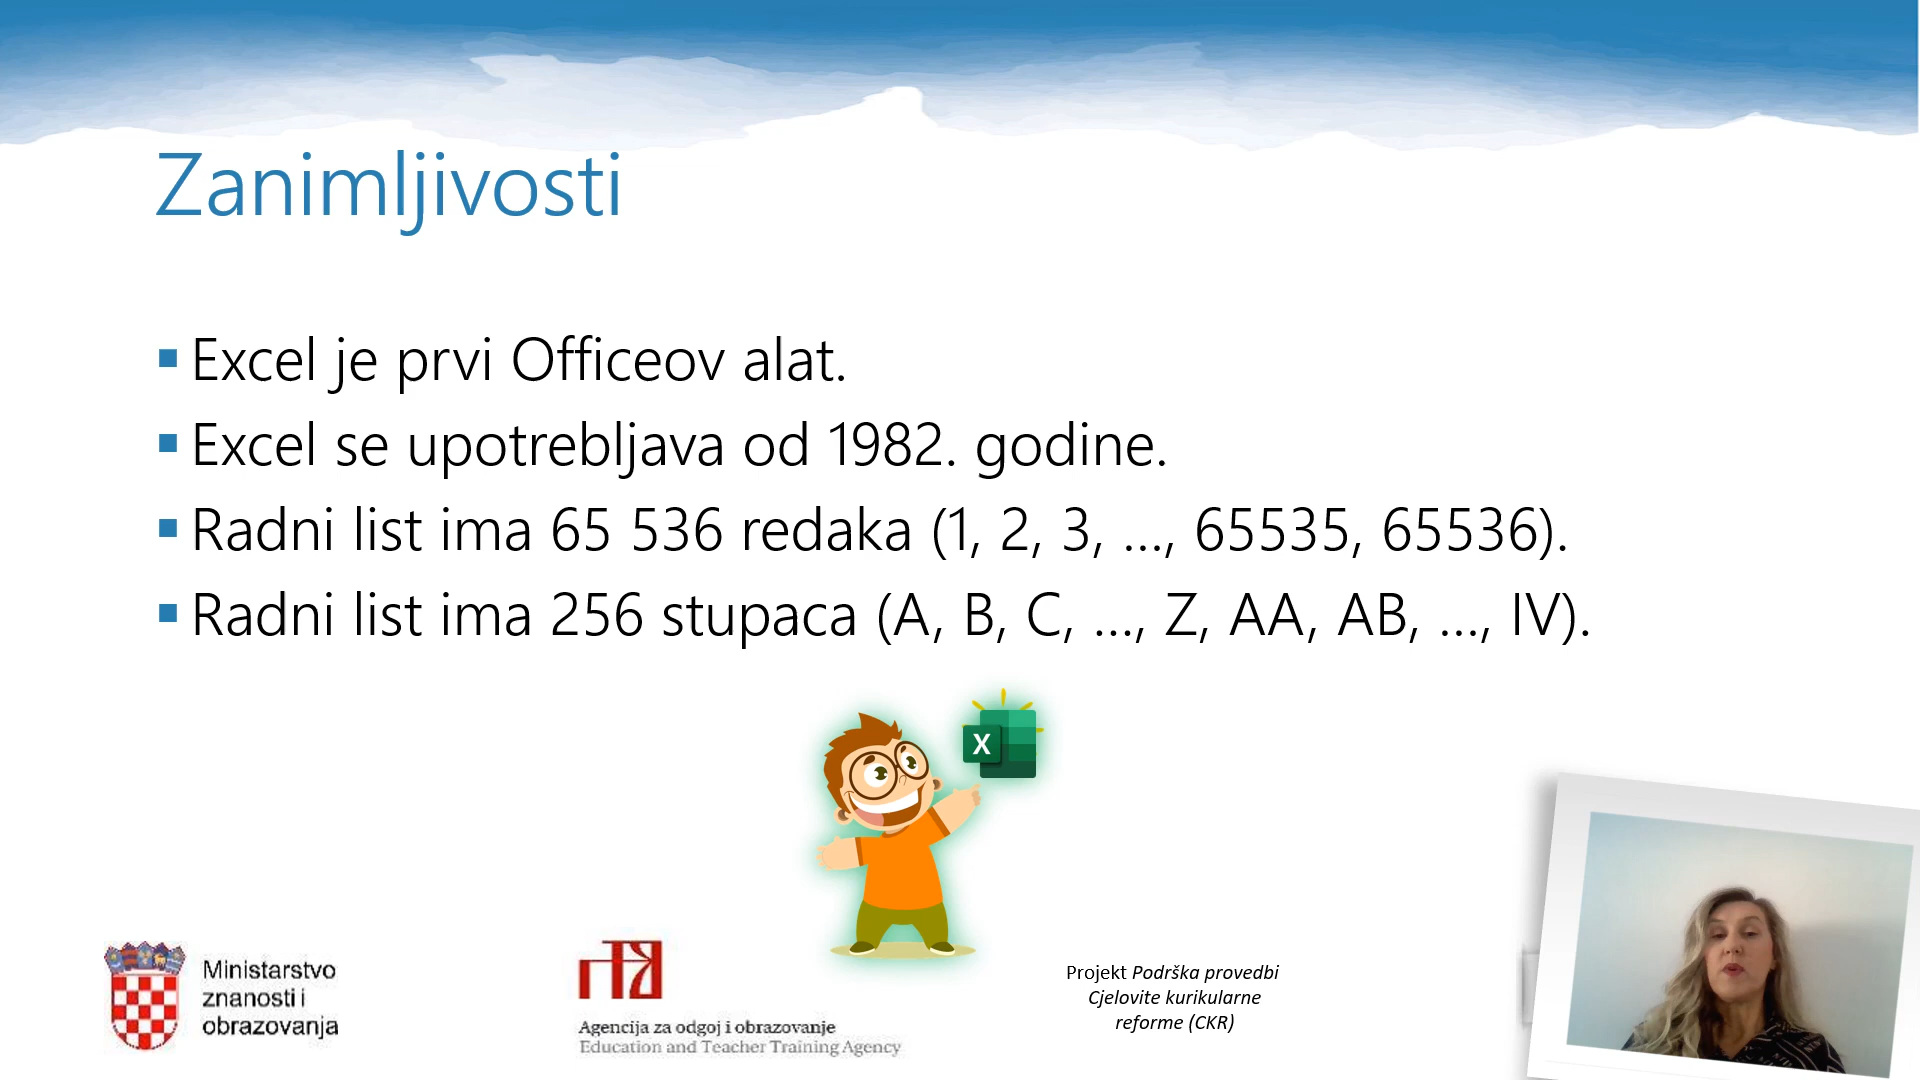 Zanimljivosti
Excel je prvi Officeov alat.
Excel se upotrebljava od 1982. godine.
Radni list ima 65 536 redaka (1, 2, 3, ..., 65535, 65536).
Radni list ima 256 stupaca (A, B, C, ..., Z, AA, AB, ..., IV).
X
Ministarstvo
znanosti i
obrazovanja
Agencija za odgoj i obrazovanje
Education and Teacher Training Agency
Projekt Podrška provedbi
Cjelovite kurikularne
reforme (CKR)